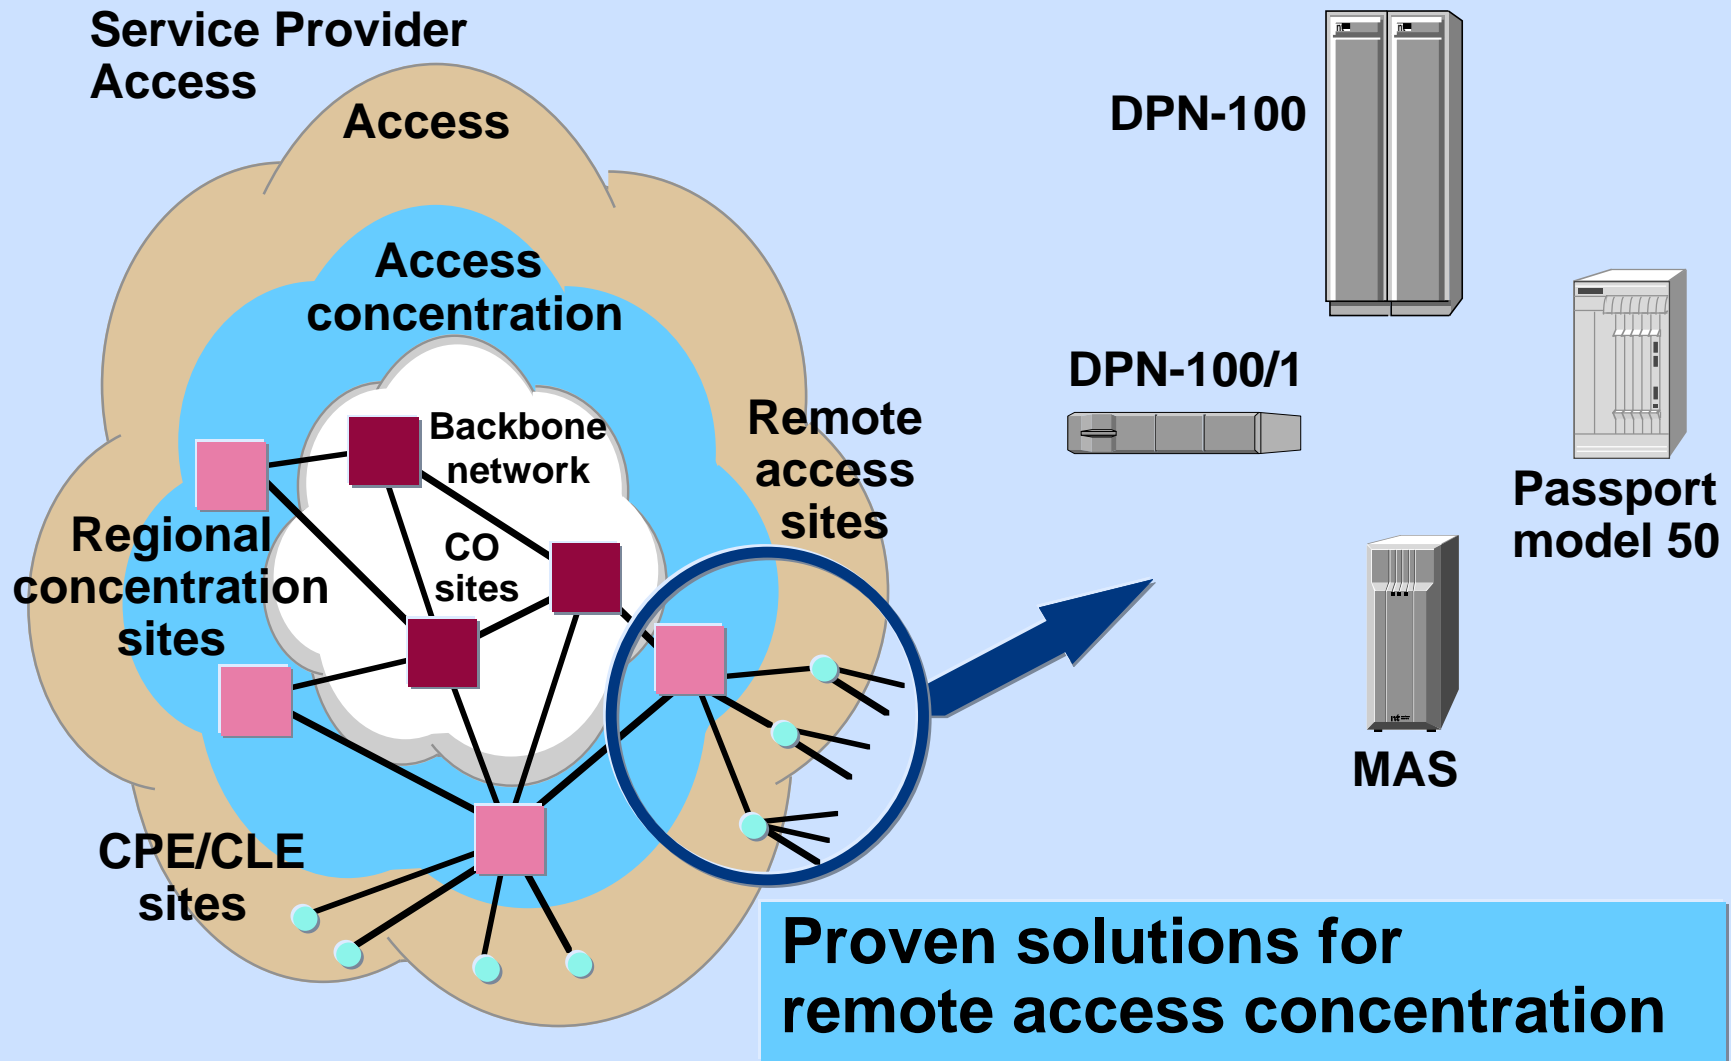 Service Provider
Access
Access
Access
concentration
Backbone
network
CO
sites
Remote
access
sites
Regional
concentration
sites
CPE/CLE
sites
DPN-100
DPN-100/1
Passport
model 50
MAS
Proven solutions for
remote access concentration